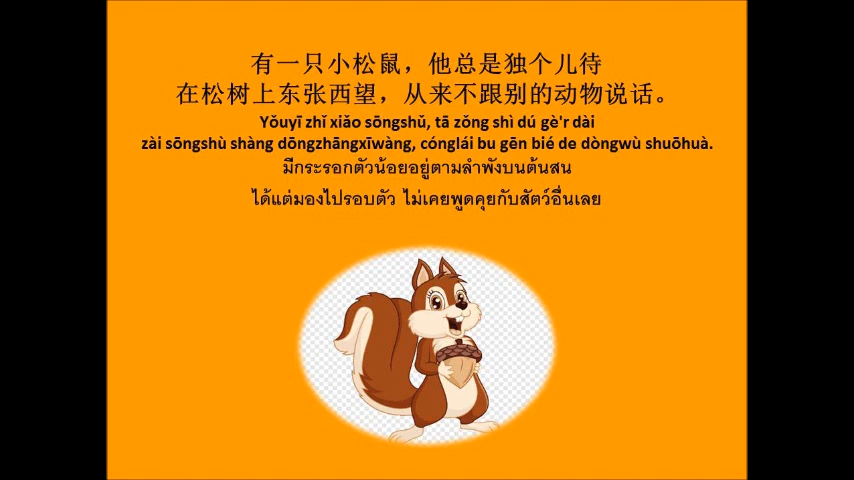 有一只小松鼠，他总是独个儿待
在松树上东张西望，从来不跟别的动物说话。
Yǒuyī zhǐ xiǎo sōngshǔ, tā zǒng shì dú gè'r dài
zài sōngshù shàng dōngzhāngxīwàng, cónglái bu gēn bié de dòngwù shuōhuà.
มีกระรอกตัวน้อยอยู่ตามลำพังบนต้นสน
ได้แต่มองไปรอบตัว ไม่เคยพูดคุยกับสัตว์อื่นเลย